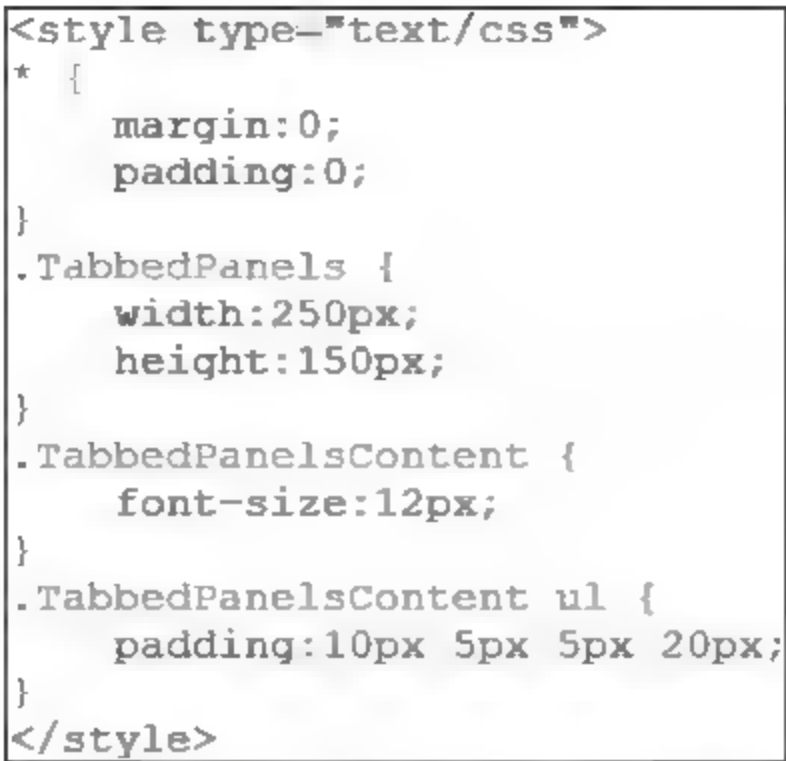 <style type="text/css">
* {
margin:0;
padding:0;
}
.TabbedPanels {
width:250px;
height:150px;
}
.TabbedPanelsContent {
font-size:12px;
}
.TabbedPanelsContent ul {
padding:10px 5px 5px 20px;
}
</style>